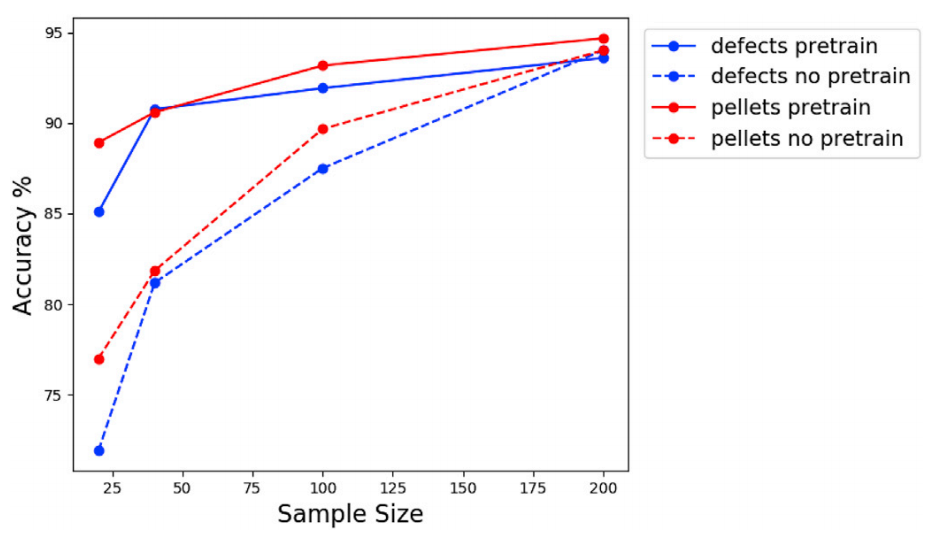 95
90
85
80
75
Accuracy %
25 50 75 100 125 150 175 200
Sample Size
defects pretrain
defects no pretrain
pellets pretrain
pellets no pretrain